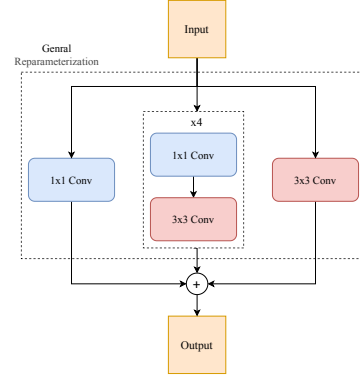 Input
Genral
Reparameterization
x4
1x1 Conv
1x1 Conv
3x3 Conv
3x3 Conv
+
Output